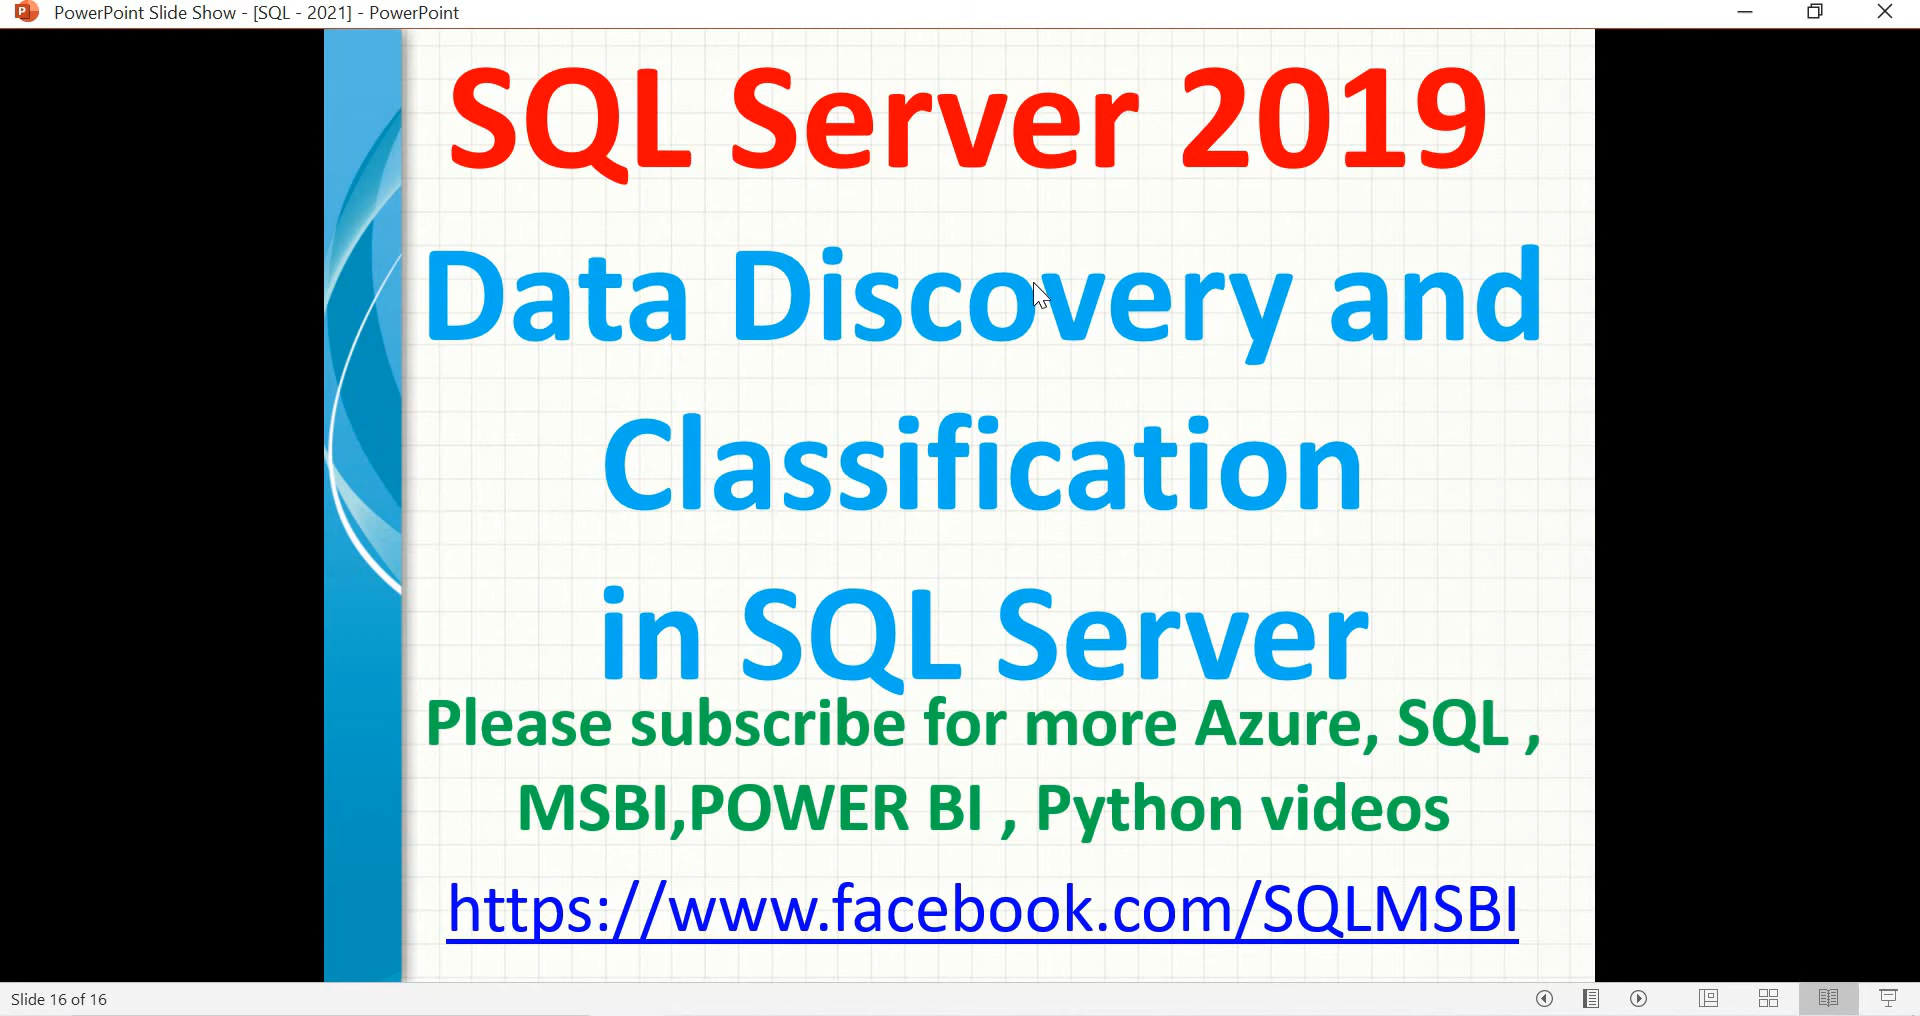 PowerPoint Slide Show - [SQL - 2021] - PowerPoint
SQL Server 2019
Data Discovery and
Classification
in SQL Server
Please subscribe for more Azure, SQL ,
MSBI,POWER BI , Python videos
https://www.facebook.com/SQLMSBI
Slide 16 of 16